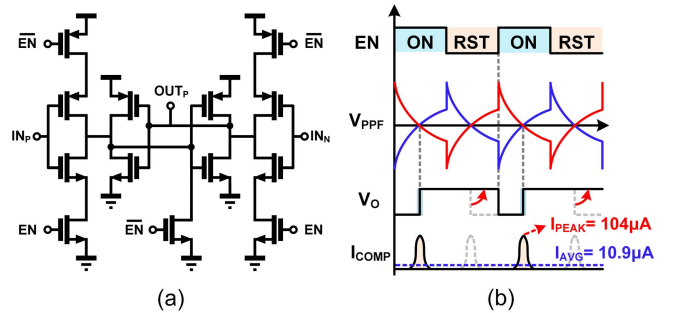 EN̅ EN̅
OUTP
INP INN
EN EN̅ EN
(a)
EN ON RST ON RST
VPPF
VO
IPEAK= 104µA
ICOMP IAVG= 10.9µA
(b)